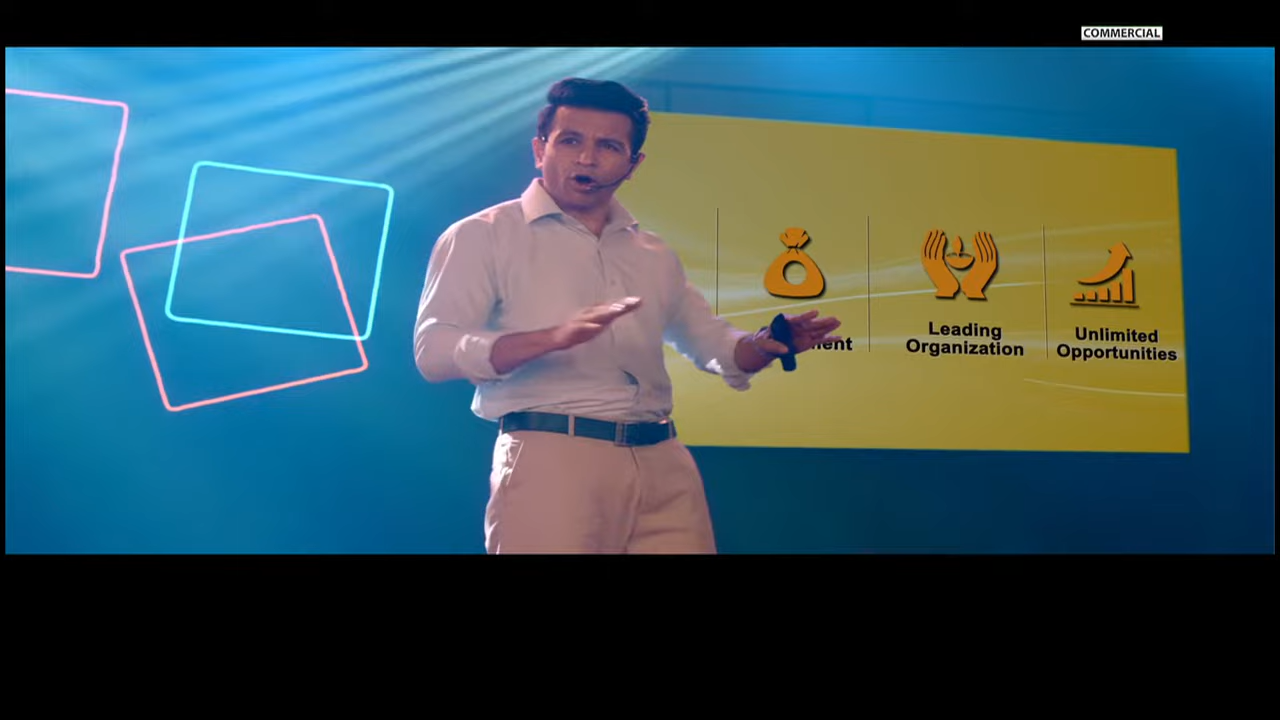 COMMERCIAL
Leading
Organization
Unlimited
Opportunities